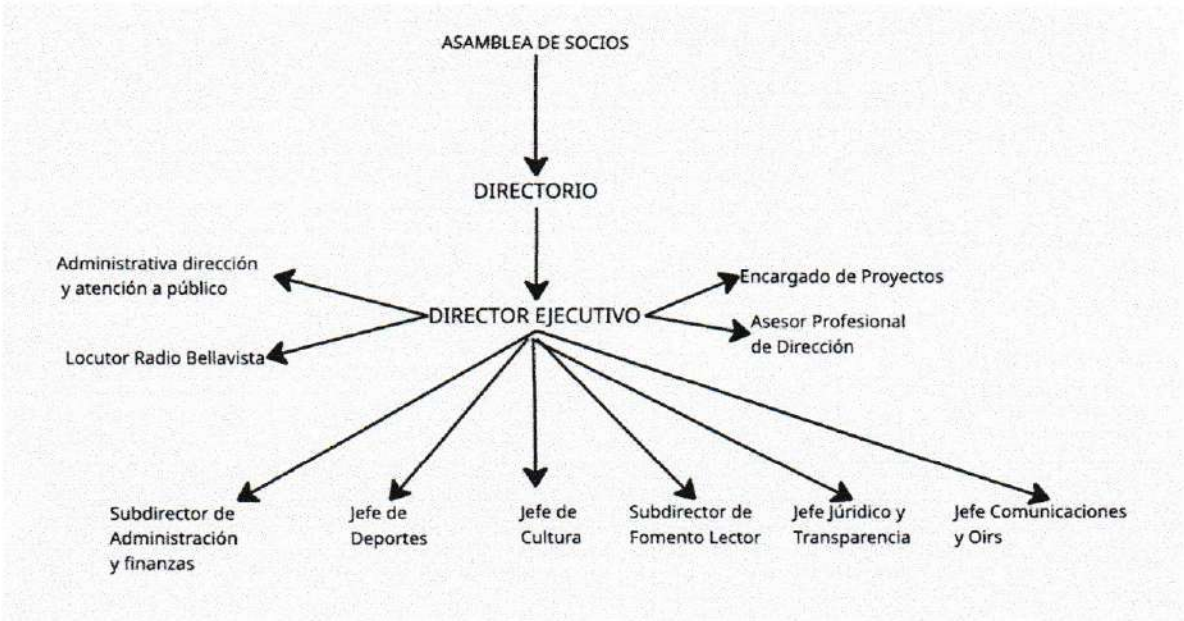 ASAMBLEA DE SOCIOS
DIRECTORIO
Administrativa dirección
y atención a público
Encargado de Proyectos
DIRECTOR EJECUTIVO
Asesor Profesional
de Dirección
Locutor Radio Bellavista
Subdirector de
Administración
y finanzas
Jefe de
Deportes
Jefe de
Cultura
Subdirector de
Fomento Lector
Jefe Júridico y
Transparencia
Jefe Comunicaciones
y Oirs